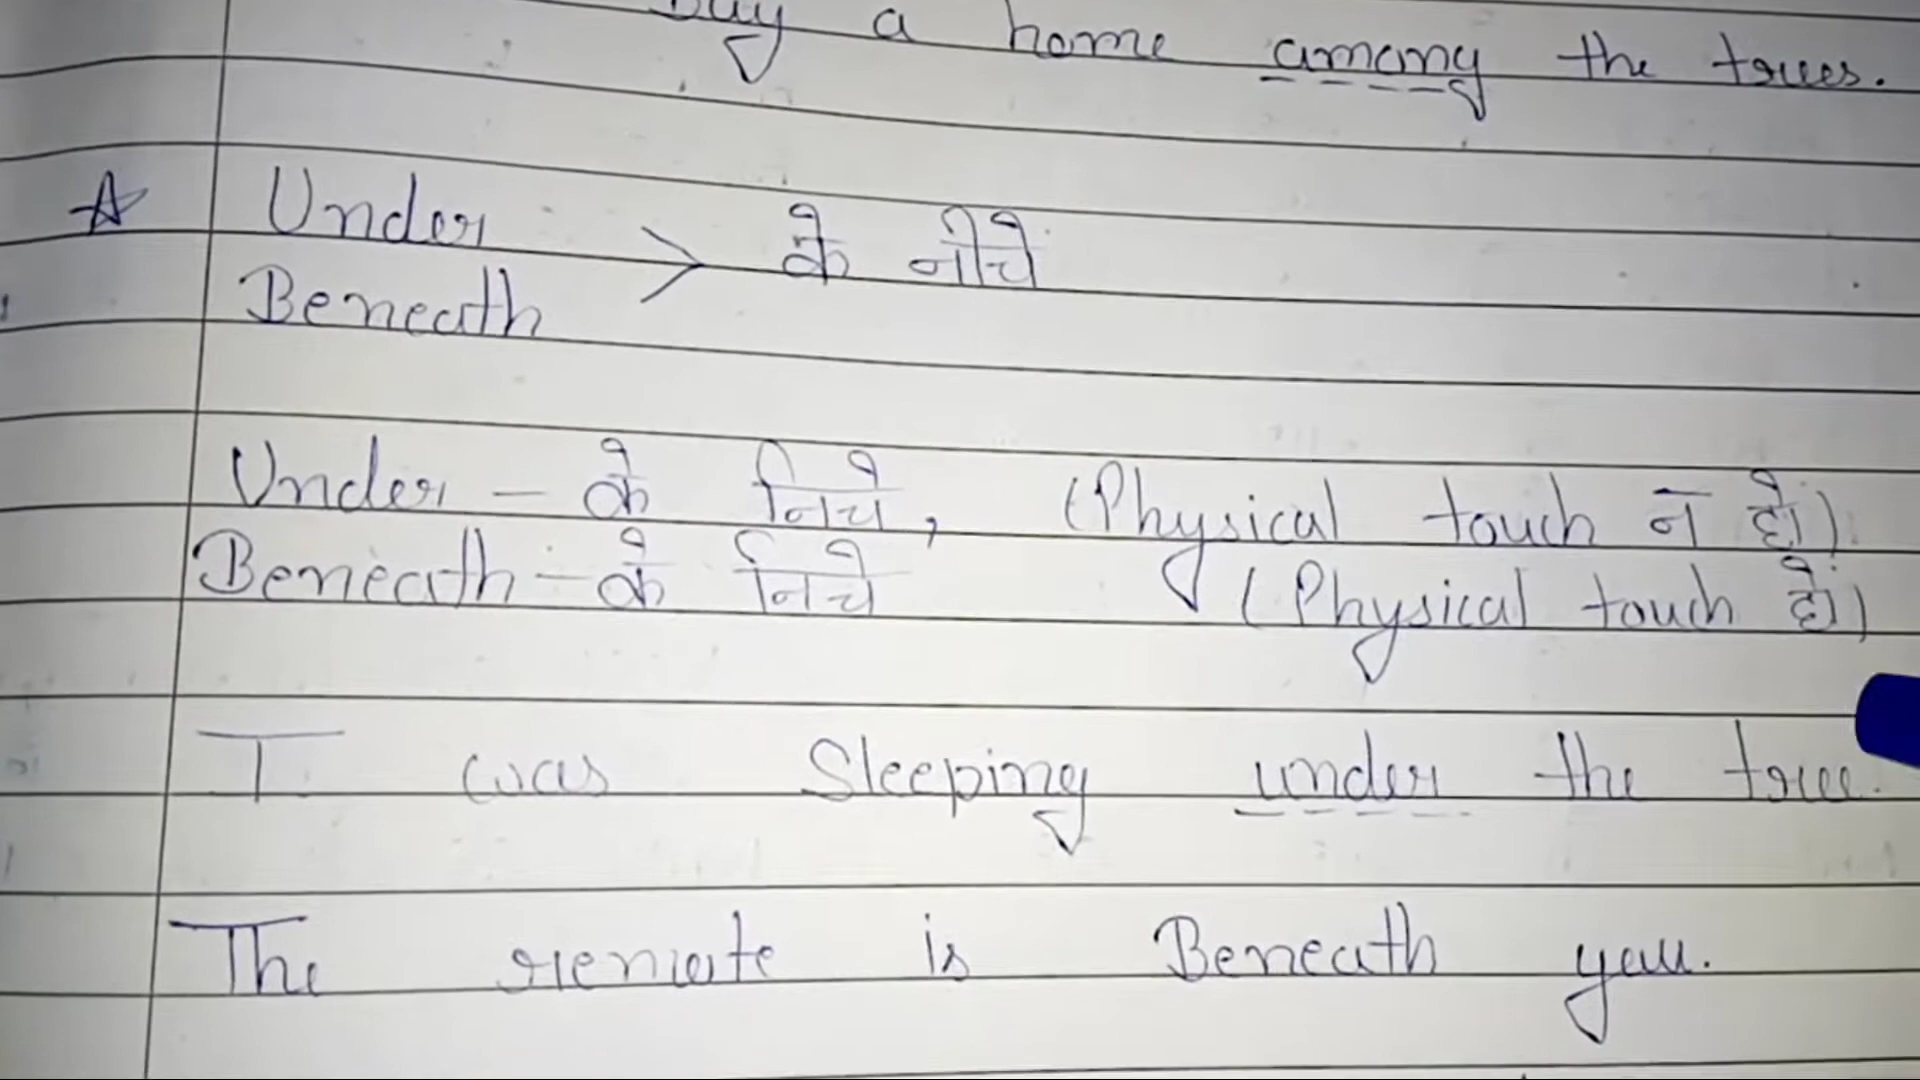 buy a home among the trees.
☆ Under
Beneath > के नीचे
Under - के निचे, (Physical touch न हो)
Beneath - के निचे (Physical touch हो)
I was Sleeping under the tree.
The remote is Beneath you.